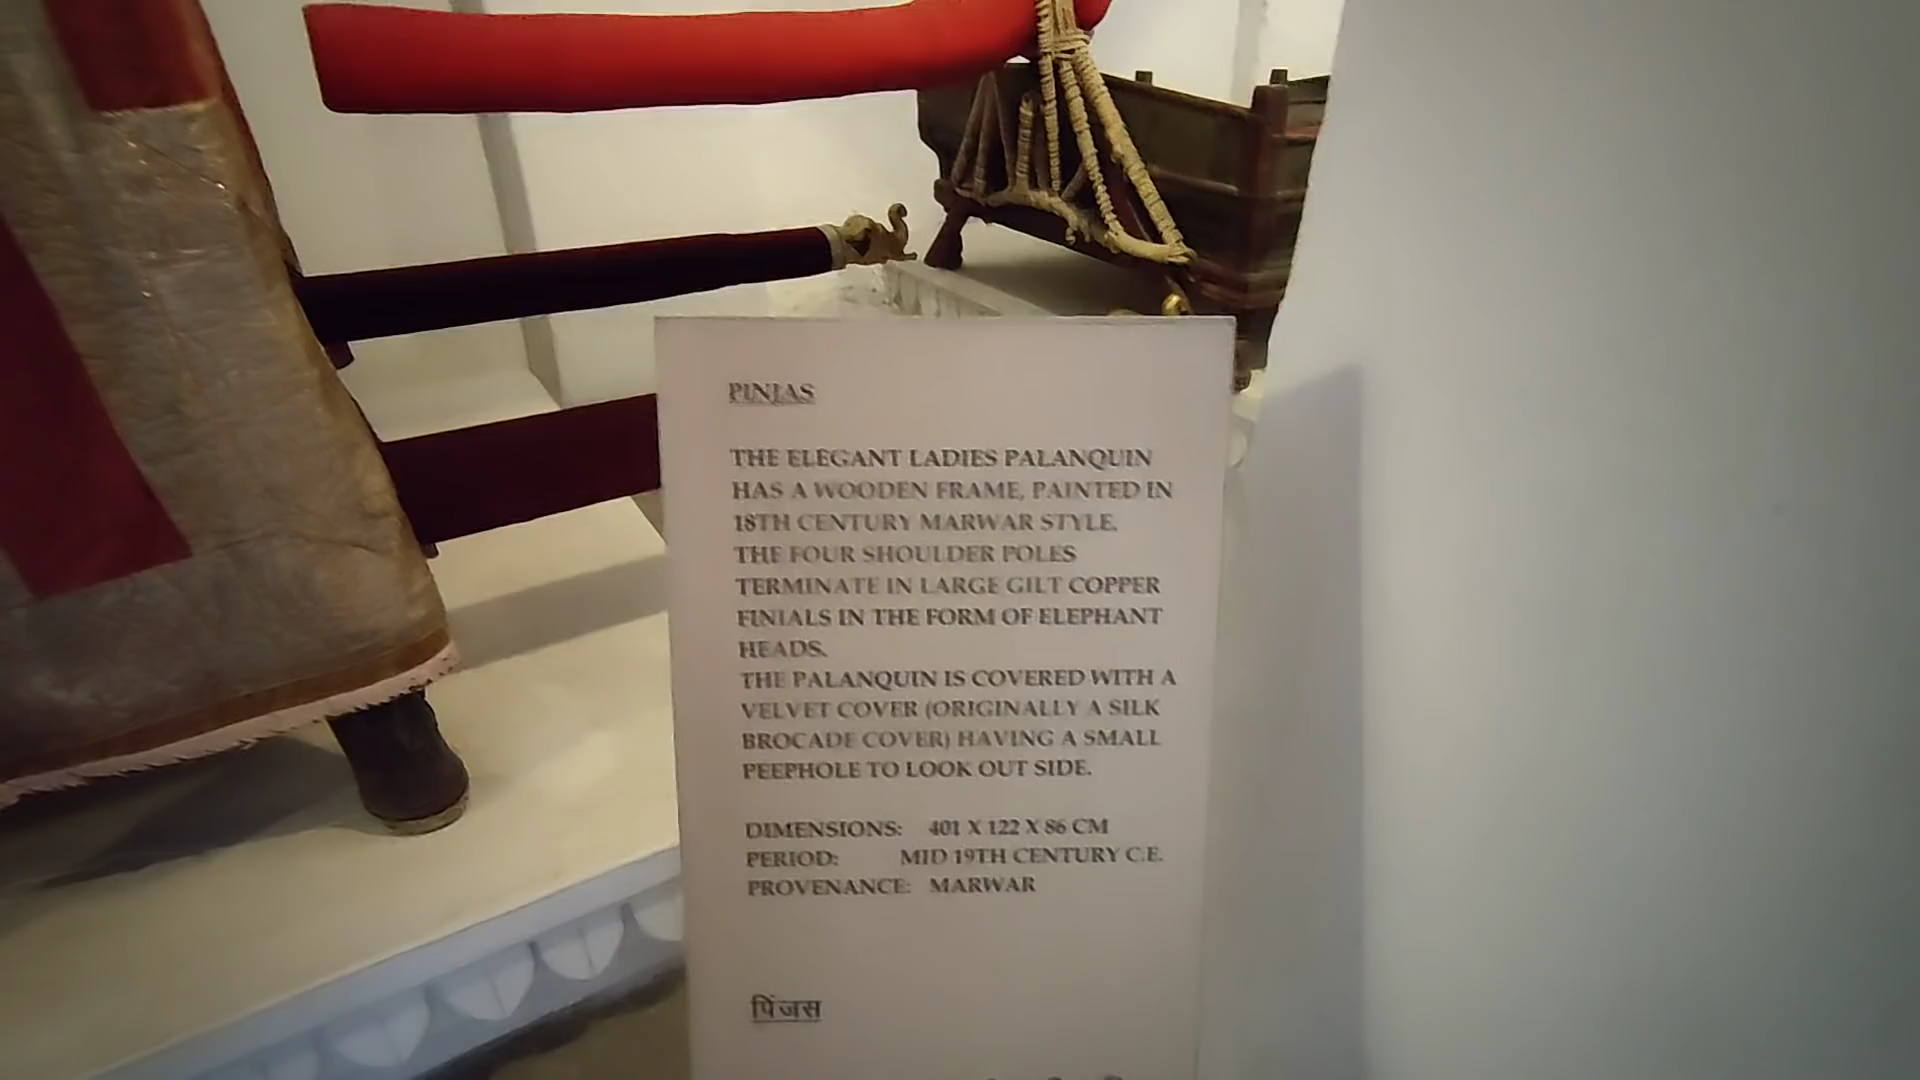 PINJAS
THE ELEGANT LADIES PALANQUIN
HAS A WOODEN FRAME, PAINTED IN
18TH CENTURY MARWAR STYLE.
THE FOUR SHOULDER POLES
TERMINATE IN LARGE GILT COPPER
FINIALS IN THE FORM OF ELEPHANT
HEADS.
THE PALANQUIN IS COVERED WITH A
VELVET COVER (ORIGINALLY A SILK
BROCADE COVER) HAVING A SMALL
PEEPHOLE TO LOOK OUT SIDE.
DIMENSIONS: 401 X 122 X 86 CM
PERIOD: MID 19TH CENTURY C.E.
PROVENANCE: MARWAR
पिंजस